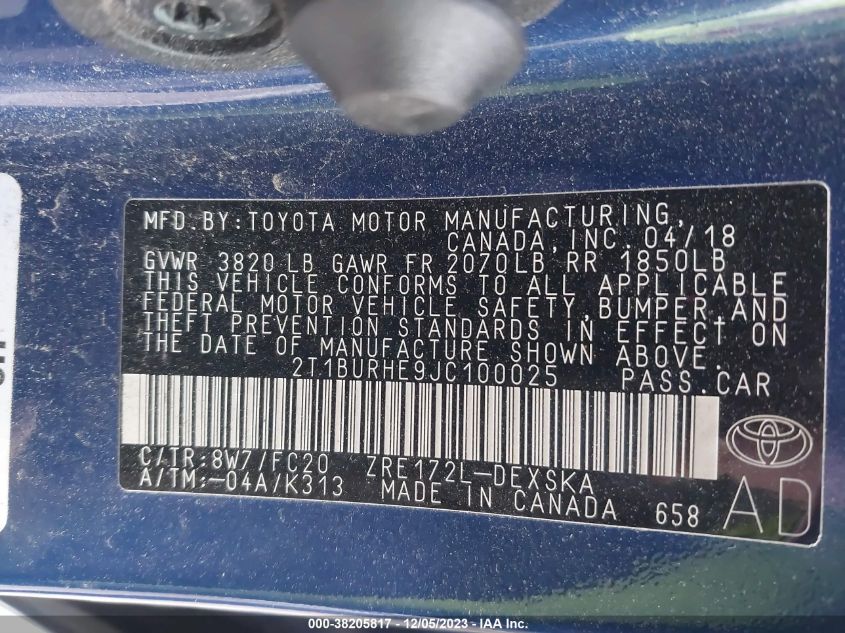 MFD.BY:TOYOTA MOTOR MANUFACTURING,
CANADA,INC. 04/18
GVWR 3820 LB GAWR FR 2070LB RR 1850LB
THIS VEHICLE CONFORMS TO ALL APPLICABLE
FEDERAL MOTOR VEHICLE SAFETY,BUMPER,AND
THEFT PREVENTION STANDARDS IN EFFECT ON
THE DATE OF MANUFACTURE SHOWN ABOVE.
2T1BURHE9JC100025 PASS.CAR
C/TR:8W7/FC20 ZRE172L-DEXSKA
A/TM:-04A/K313 MADE IN CANADA 658
AD
000-38205817 - 12/05/2023 - IAA Inc.